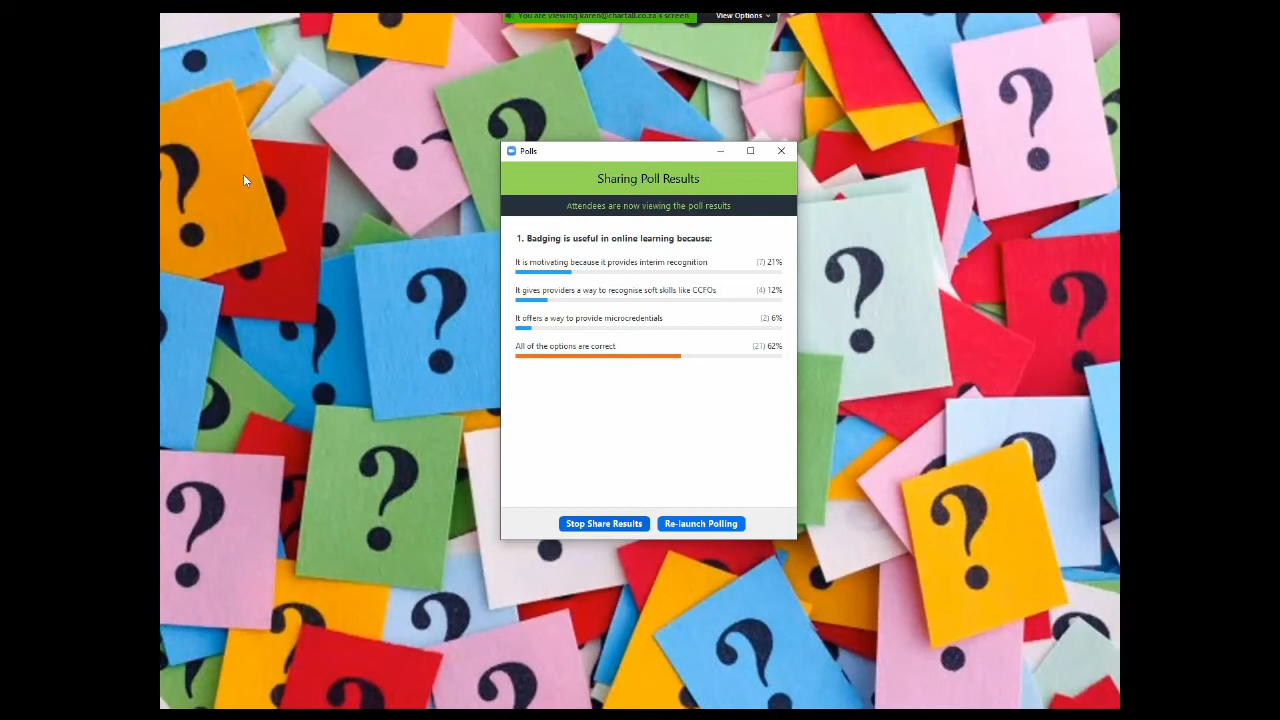 You are viewing karen@chartall.co.za's screen
View Options
Polls
Sharing Poll Results
Attendees are now viewing the poll results
1. Badging is useful in online learning because:
It is motivating because it provides interim recognition (7) 21%
It gives providers a way to recognise soft skills like CCFOs (4) 12%
It offers a way to provide microcredentials (2) 6%
All of the options are correct (21) 62%
Stop Share Results Re-launch Polling